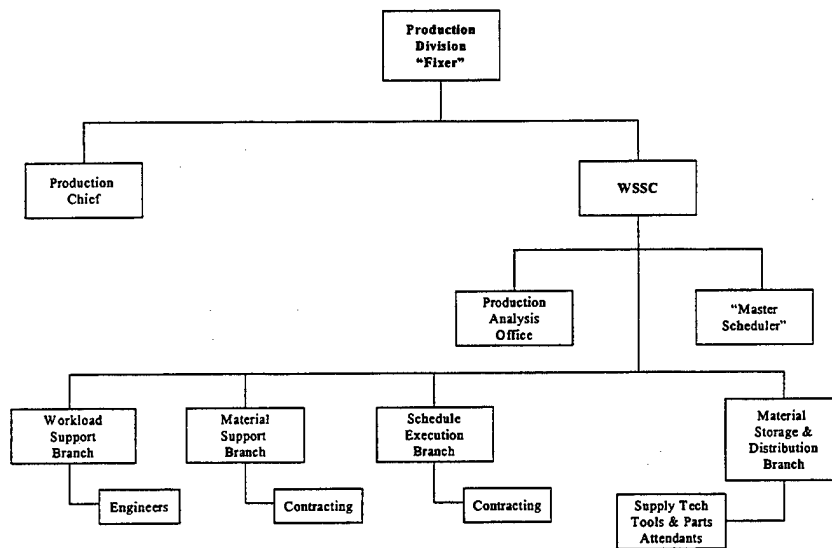 Production
Division
“Fixer”
Production
Chief
WSSC
Production
Analysis
Office
“Master
Scheduler”
Workload
Support
Branch
Material
Support
Branch
Schedule
Execution
Branch
Material
Storage &
Distribution
Branch
Engineers
Contracting
Contracting
Supply Tech
Tools & Parts
Attendants